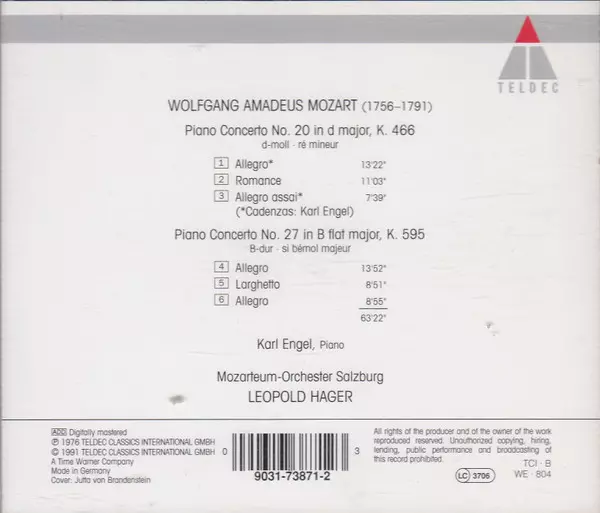 TELDEC
WOLFGANG AMADEUS MOZART (1756–1791)
Piano Concerto No. 20 in d major, K. 466
d-moll · ré mineur
1 Allegro* 13'22"
2 Romance 11'03"
3 Allegro assai* 7'39"
(*Cadenzas: Karl Engel)
Piano Concerto No. 27 in B flat major, K. 595
B-dur · si bémol majeur
4 Allegro 13'52"
5 Larghetto 8'51"
6 Allegro 8'55"
63'22"
Karl Engel, Piano
Mozarteum-Orchester Salzburg
LEOPOLD HAGER
ADD Digitally mastered
℗ 1976 TELDEC CLASSICS INTERNATIONAL GMBH
© 1991 TELDEC CLASSICS INTERNATIONAL GMBH
A Time Warner Company
Made in Germany
Cover: Jutta von Brandenstein
0 3
9031-73871-2
All rights of the producer and of the owner of the work
reproduced reserved. Unauthorized copying, hiring,
lending, public performance and broadcasting of
this record prohibited.
LC 3706
TCI · B
WE · 804